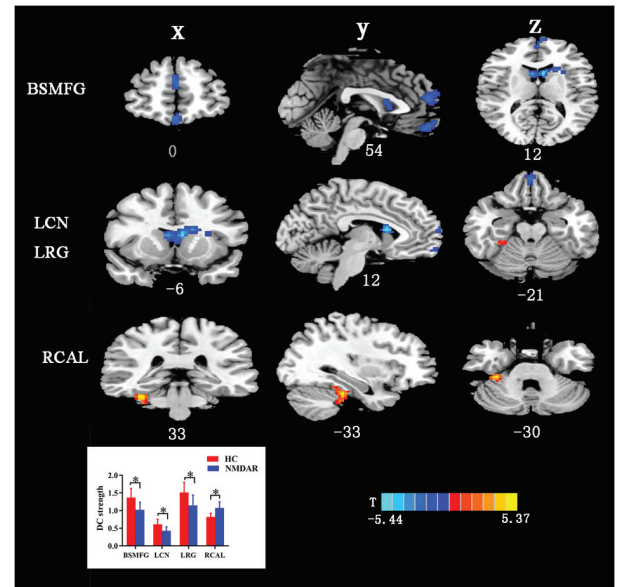 x y z
BSMFG
0 54 12
LCN
LRG
-6 12 -21
RCAL
33 -33 -30
HC
NMDAR
DC strength
2.0
1.5
1.0
0.5
0.0
* * * *
BSMFG LCN LRG RCAL
T
-5.44 5.37